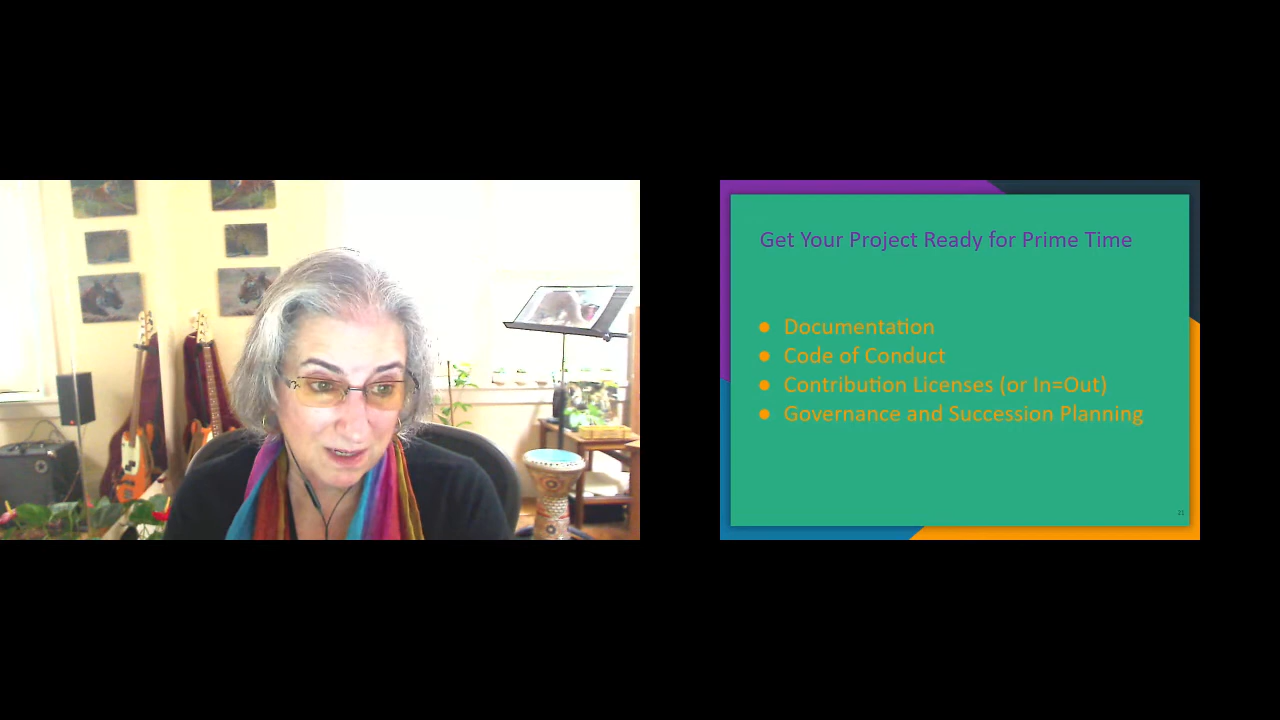 Get Your Project Ready for Prime Time
● Documentation
● Code of Conduct
● Contribution Licenses (or In=Out)
● Governance and Succession Planning
21